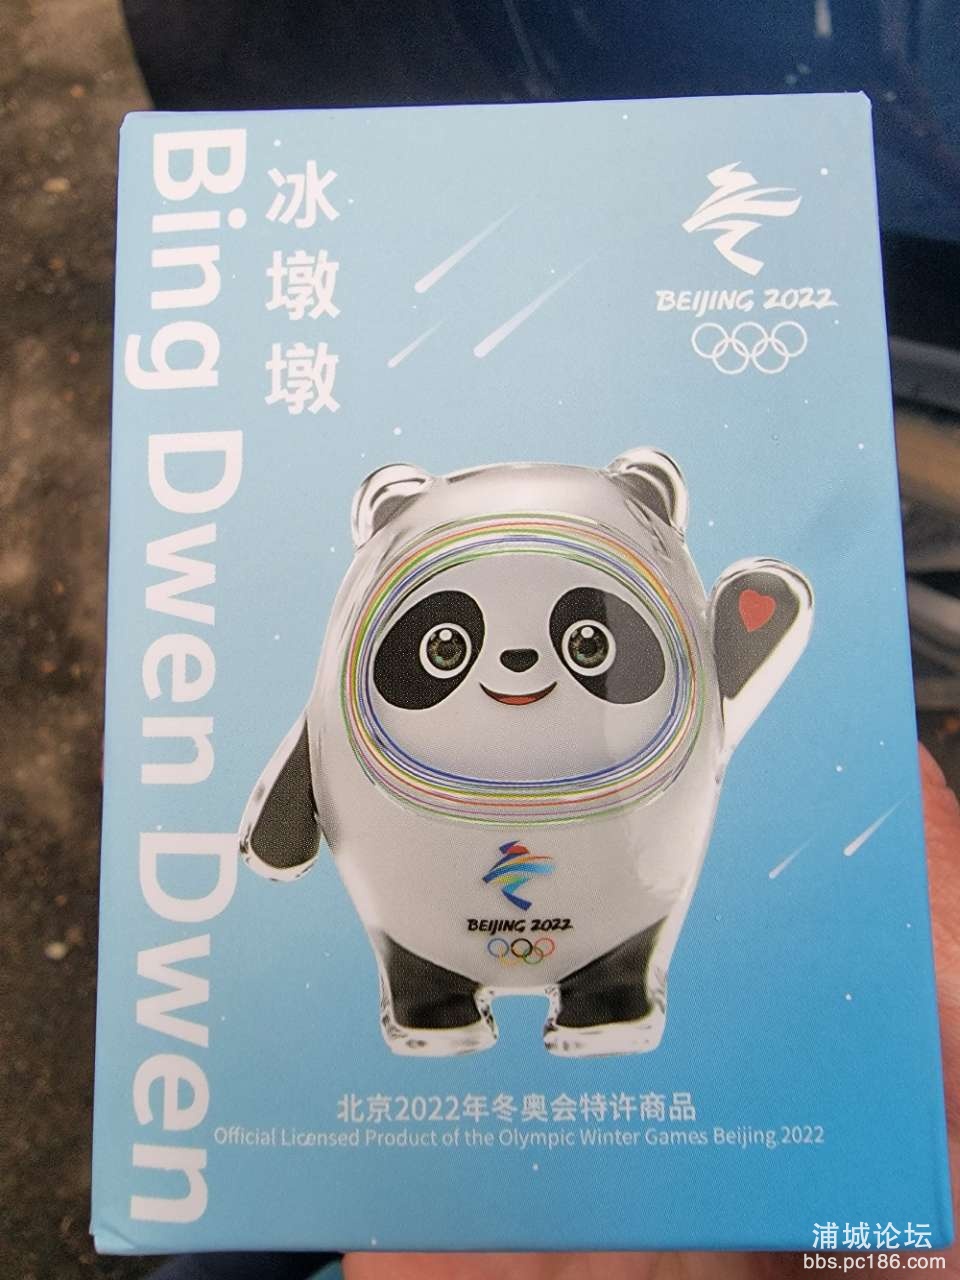 Bing Dwen Dwen
冰墩墩
BEIJING 2022
BEIJING 2022
北京2022年冬奥会特许商品
Official Licensed Product of the Olympic Winter Games Beijing 2022
浦城论坛
bbs.pc186.com